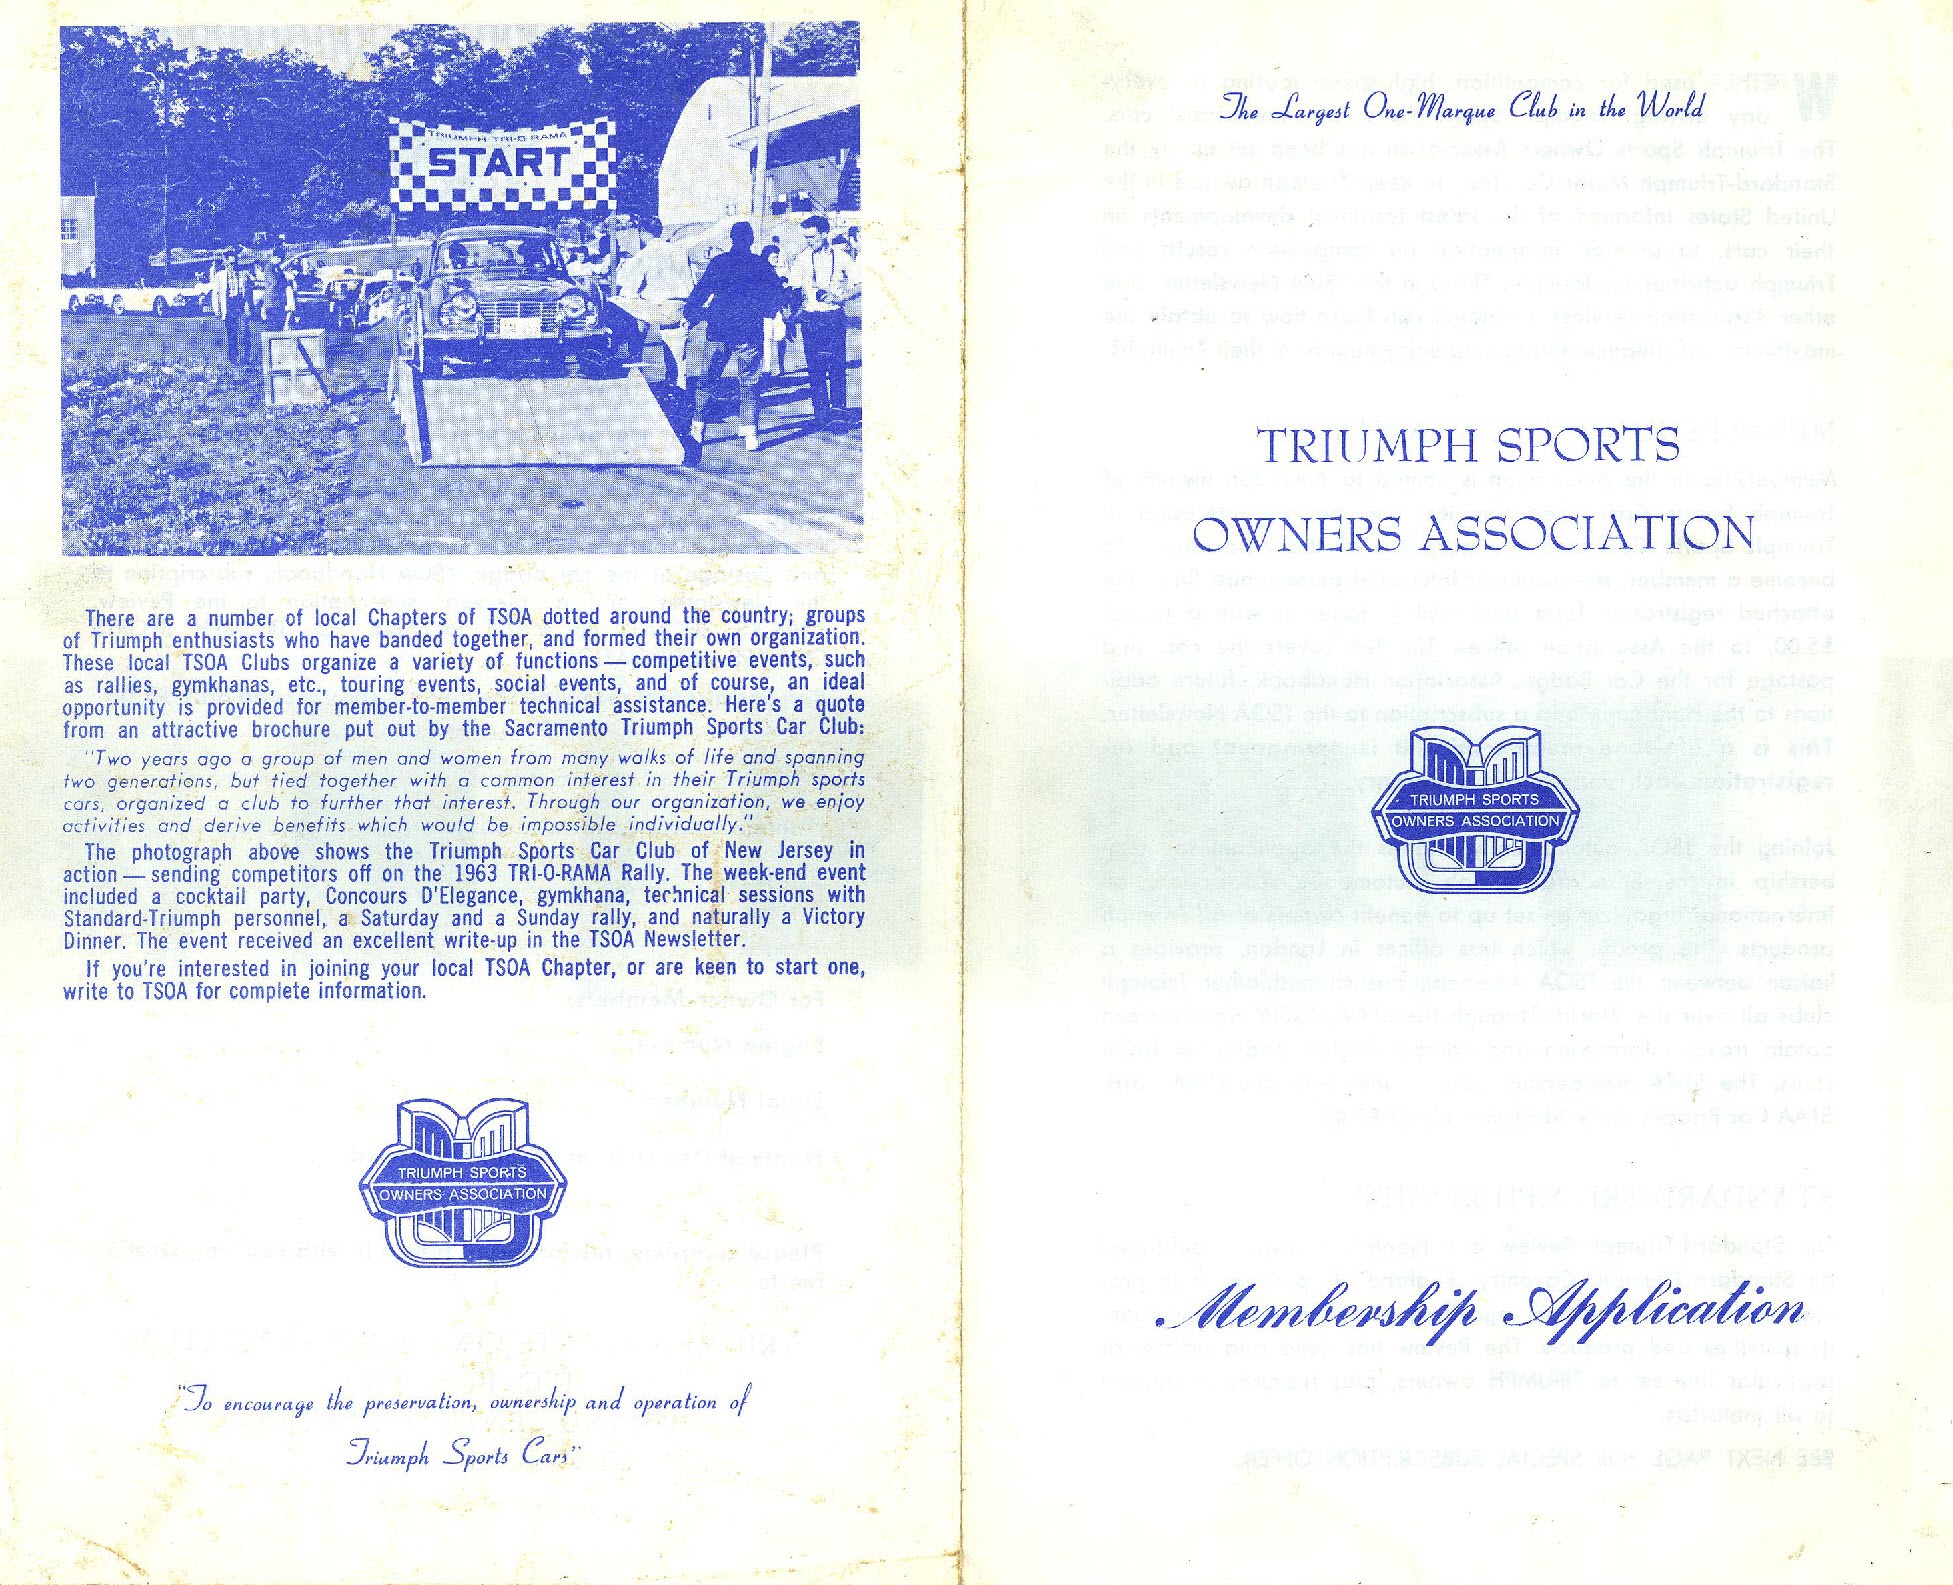 TRIUMPH TRI-O-RAMA
START
There are a number of local Chapters of TSOA dotted around the country; groups
of Triumph enthusiasts who have banded together, and formed their own organization.
These local TSOA Clubs organize a variety of functions — competitive events, such
as rallies, gymkhanas, etc., touring events, social events, and of course, an ideal
opportunity is provided for member-to-member technical assistance. Here's a quote
from an attractive brochure put out by the Sacramento Triumph Sports Car Club:
"Two years ago a group of men and women from many walks of life and spanning
two generations, but tied together with a common interest in their Triumph sports
cars, organized a club to further that interest. Through our organization, we enjoy
activities and derive benefits which would be impossible individually."
The photograph above shows the Triumph Sports Car Club of New Jersey in
action — sending competitors off on the 1963 TRI-O-RAMA Rally. The week-end event
included a cocktail party, Concours D'Elegance, gymkhana, technical sessions with
Standard-Triumph personnel, a Saturday and a Sunday rally, and naturally a Victory
Dinner. The event received an excellent write-up in the TSOA Newsletter.
If you're interested in joining your local TSOA Chapter, or are keen to start one,
write to TSOA for complete information.
TRIUMPH SPORTS
OWNERS ASSOCIATION
"To encourage the preservation, ownership and operation of
Triumph Sports Cars"
The Largest One-Marque Club in the World
TRIUMPH SPORTS
OWNERS ASSOCIATION
TRIUMPH SPORTS
OWNERS ASSOCIATION
Membership Application